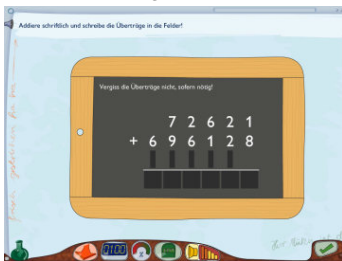 Addiere schriftlich und schreibe die Überträge in die Felder!
Vergiss die Überträge nicht, sofern nötig!
7 2 6 2 1
+ 6 9 6 1 2 8